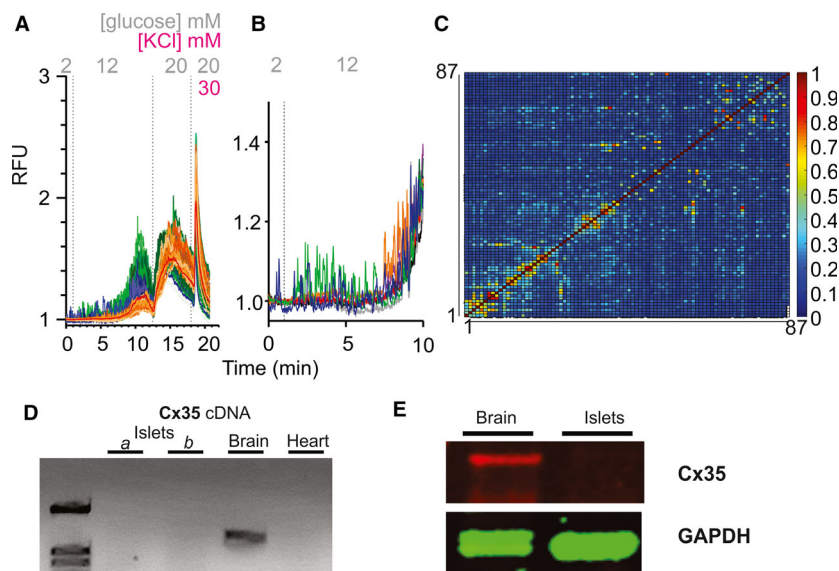 A
[glucose] mM
B
[KCl] mM
C
2 12 20 20
30
2 12
RFU
3
2
1
0 5 10 15 20
1.4
1.2
1.0
0 5 10
Time (min)
87
1
1
87
1
0.9
0.8
0.7
0.6
0.5
0.4
0.3
0.2
0.1
0
D
Cx35 cDNA
Islets
a b Brain Heart
E
Brain Islets
Cx35
GAPDH